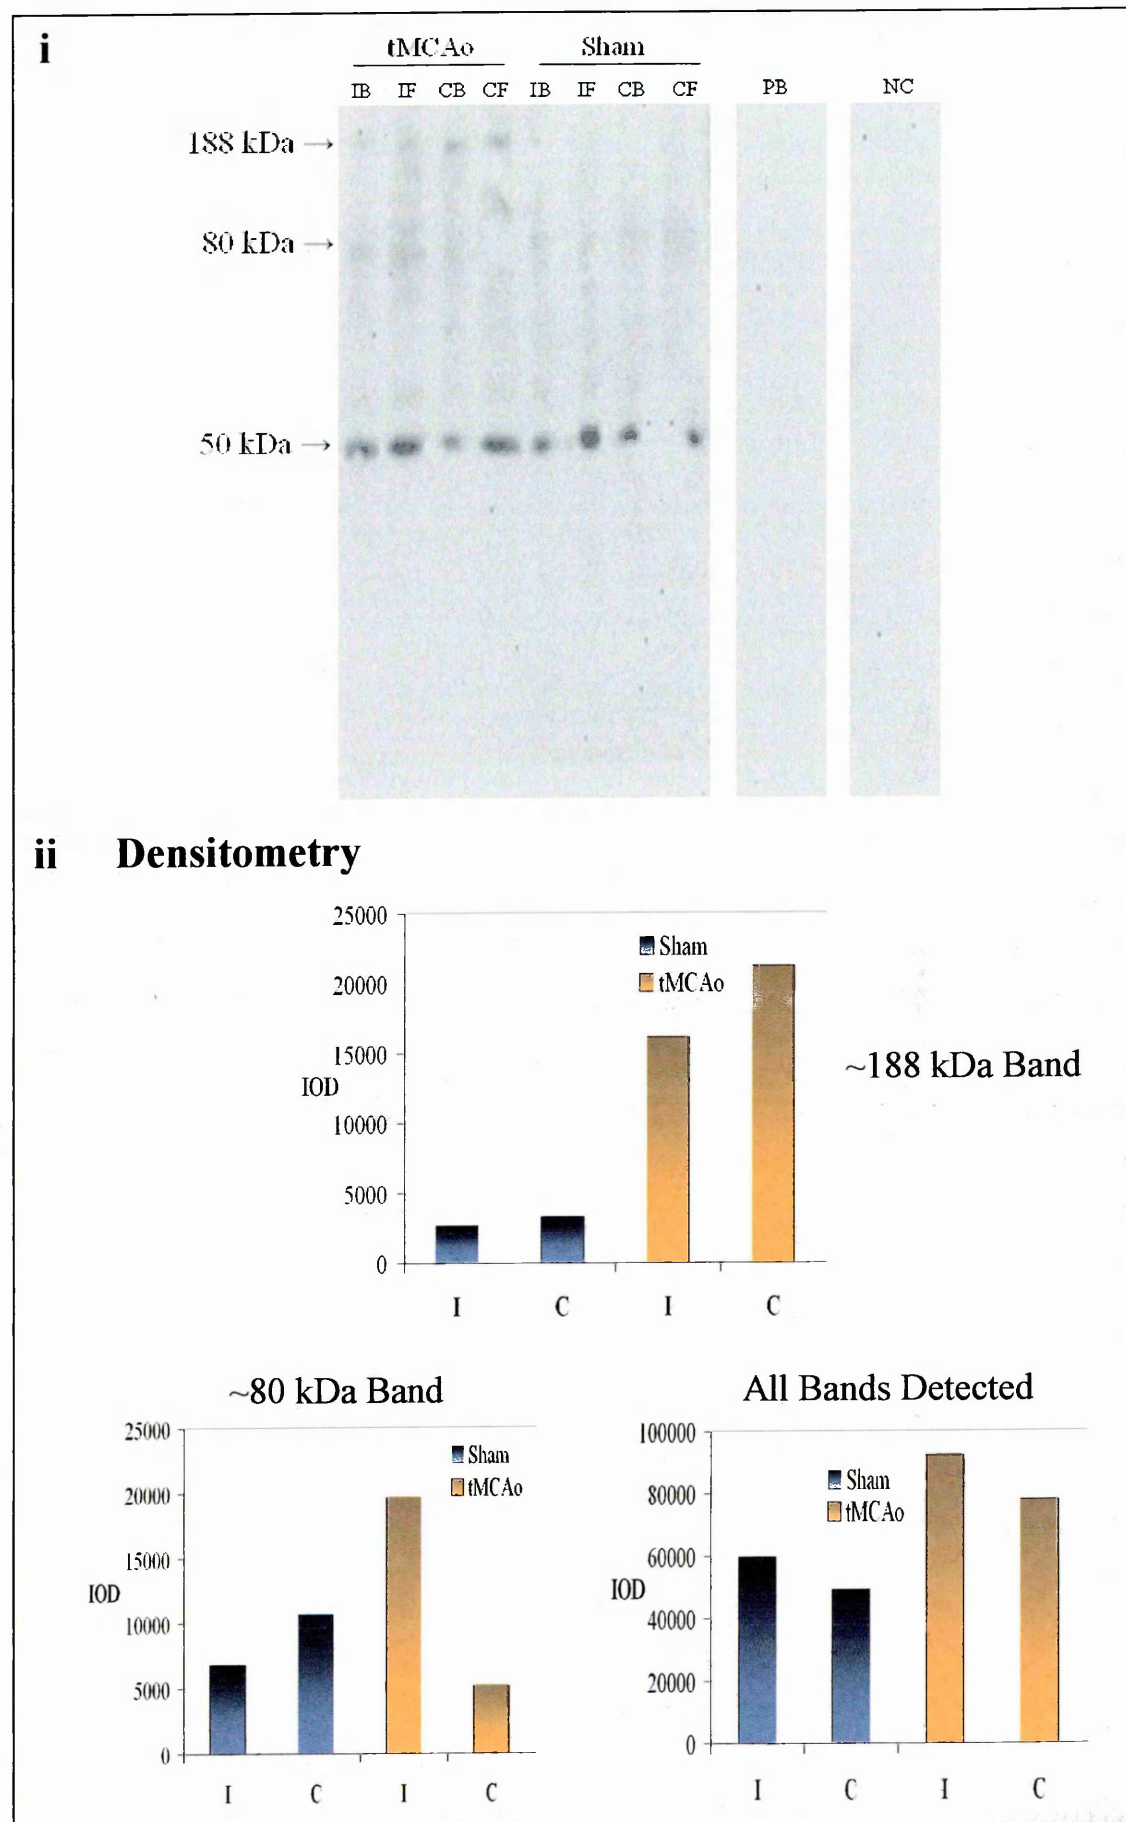 i
tMCAo Sham
IB IF CB CF IB IF CB CF PB NC
188 kDa →
80 kDa →
50 kDa →
ii Densitometry
25000
20000
15000
10000
5000
0
IOD
Sham
tMCAo
I C I C
~188 kDa Band
~80 kDa Band
25000
20000
15000
10000
5000
0
IOD
Sham
tMCAo
I C I C
All Bands Detected
100000
80000
60000
40000
20000
0
IOD
Sham
tMCAo
I C I C